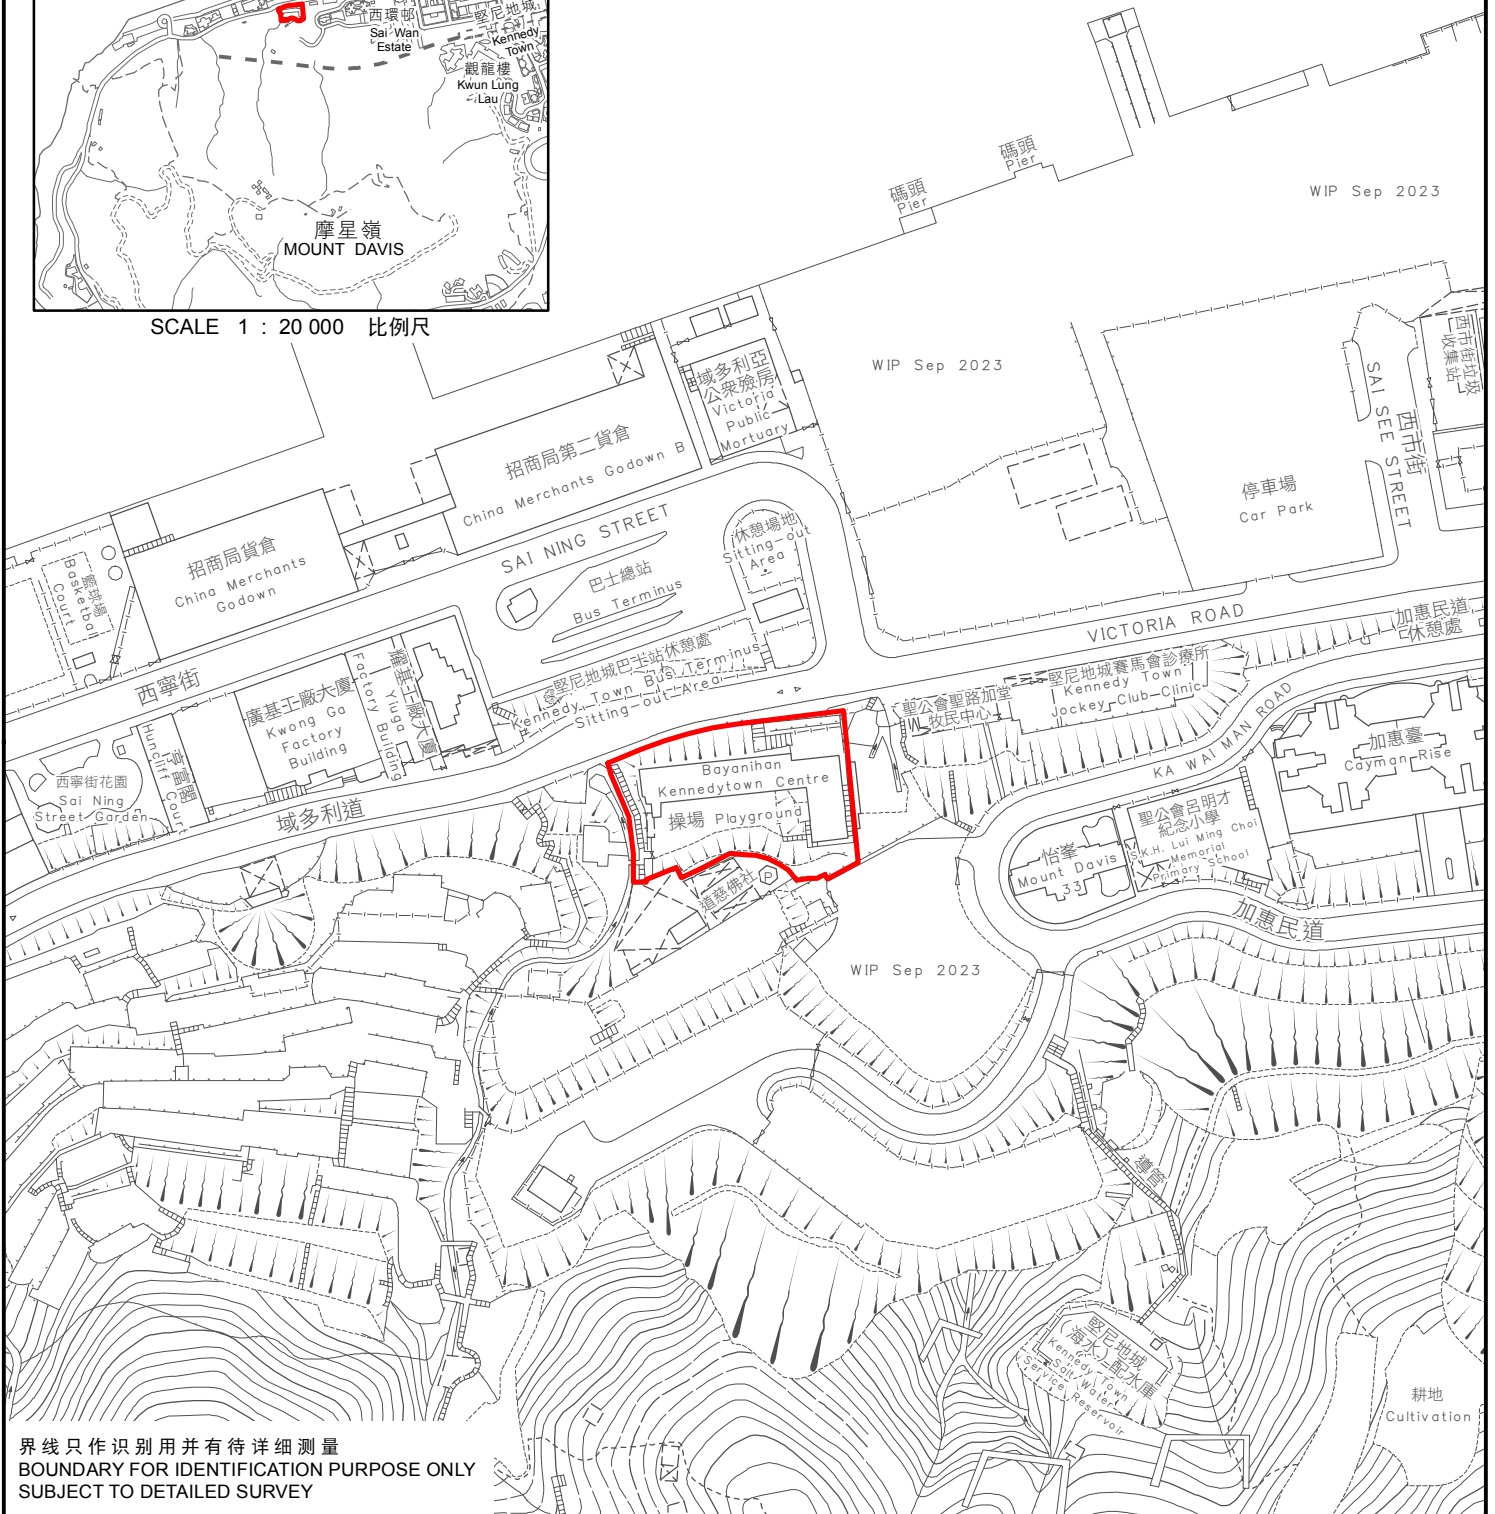 西環邨
Sai Wan
Estate
堅尼地城
Kennedy
Town
觀龍樓
Kwun Lung
Lau
摩星嶺
MOUNT DAVIS
SCALE 1 : 20 000 比例尺
碼頭
Pier
碼頭
Pier
WIP Sep 2023
WIP Sep 2023
域多利亞
公眾殮房
Victoria
Public
Mortuary
招商局第二貨倉
China Merchants Godown B
招商局貨倉
China Merchants
Godown
籃球場
Basketball
Court
SAI NING STREET
西寧街
休憩場地
Sitting-out
Area
巴士總站
Bus Terminus
堅尼地城巴士站休憩處
Kennedy Town Bus Terminus
Sitting-out Area
停車場
Car Park
SAI SEE STREET
西市街
西市街垃圾
收集站
VICTORIA ROAD
加惠民道
休憩處
廣基工廠大廈
Kwong Ga
Factory
Building
耀基工廠大廈
Yiuga
Factory Building
亨富閣
Huncliff Court
西寧街花園
Sai Ning
Street Garden
域多利道
聖公會聖路加堂
牧民中心
堅尼地城賽馬會診療所
Kennedy Town
Jockey Club Clinic
KA WAI MAN ROAD
加惠臺
Cayman Rise
Bayanihan
Kennedytown Centre
操場 Playground
道慈佛社
P
怡峯
Mount Davis
33
聖公會呂明才
紀念小學
S.K.H. Lui Ming Choi
Memorial
Primary School
加惠民道
WIP Sep 2023
導管
堅尼地城
海水配水庫
Kennedy Town
Salt Water
Service Reservoir
耕地
Cultivation
界线只作识别用并有待详细测量
BOUNDARY FOR IDENTIFICATION PURPOSE ONLY
SUBJECT TO DETAILED SURVEY